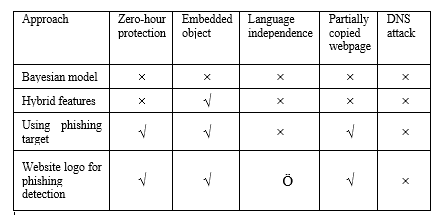 Approach Zero-hour protection Embedded object Language independence Partially copied webpage DNS attack
Bayesian model × × × × ×
Hybrid features × √ × × ×
Using phishing target √ √ × √ ×
Website logo for phishing detection √ √ Ö √ ×